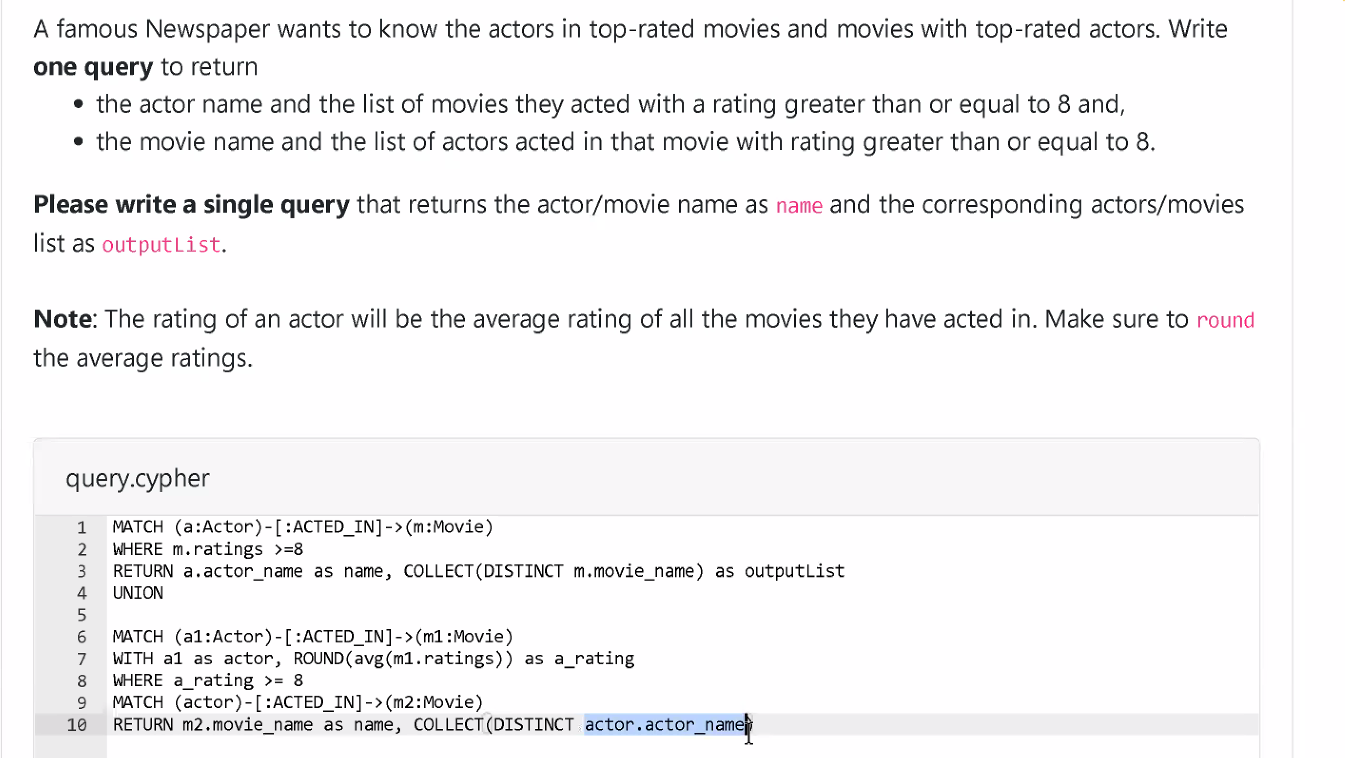 A famous Newspaper wants to know the actors in top-rated movies and movies with top-rated actors. Write
one query to return
• the actor name and the list of movies they acted with a rating greater than or equal to 8 and,
• the movie name and the list of actors acted in that movie with rating greater than or equal to 8.
Please write a single query that returns the actor/movie name as name and the corresponding actors/movies
list as outputList.
Note: The rating of an actor will be the average rating of all the movies they have acted in. Make sure to round
the average ratings.
query.cypher
1 MATCH (a:Actor)-[:ACTED_IN]->(m:Movie)
2 WHERE m.ratings >=8
3 RETURN a.actor_name as name, COLLECT(DISTINCT m.movie_name) as outputList
4 UNION
5
6 MATCH (a1:Actor)-[:ACTED_IN]->(m1:Movie)
7 WITH a1 as actor, ROUND(avg(m1.ratings)) as a_rating
8 WHERE a_rating >= 8
9 MATCH (actor)-[:ACTED_IN]->(m2:Movie)
10 RETURN m2.movie_name as name, COLLECT(DISTINCT actor.actor_name)